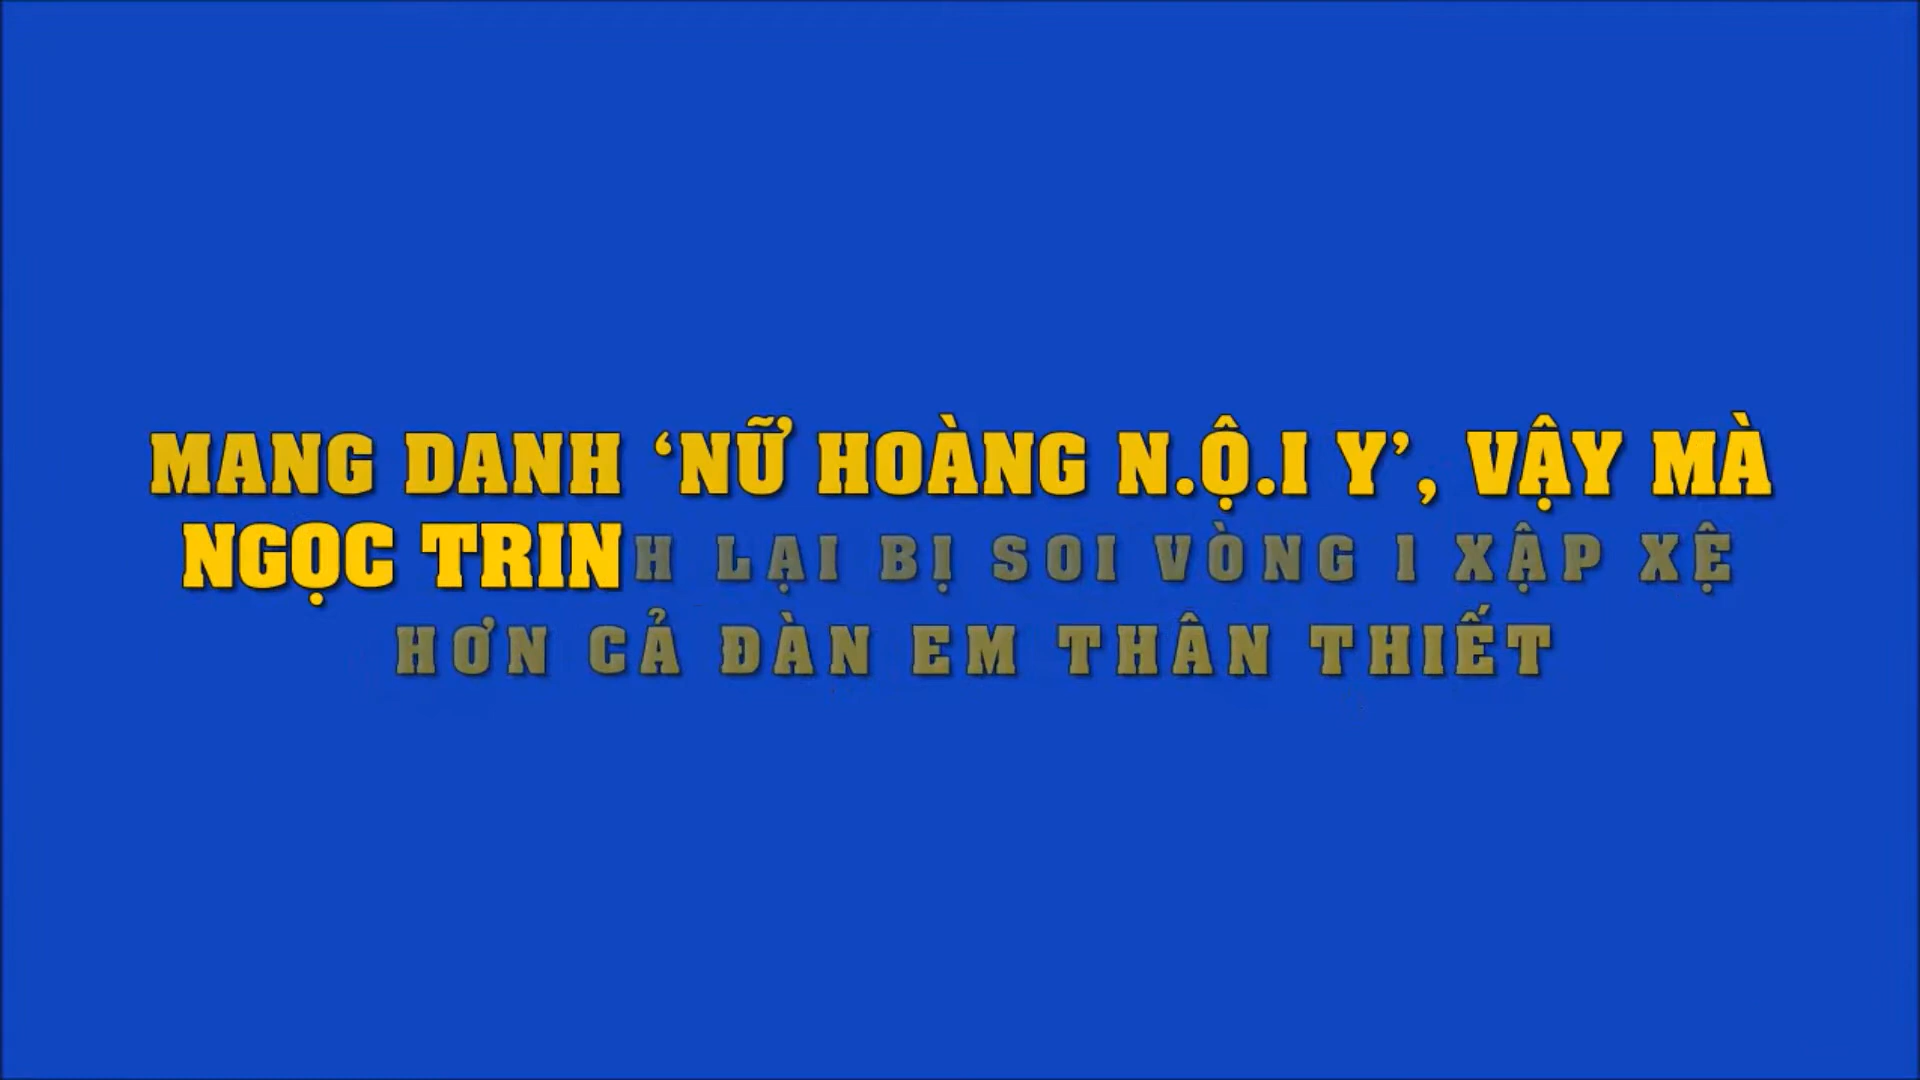 MANG DANH ‘NỮ HOÀNG N.Ộ.I Y’, VẬY MÀ
NGỌC TRINH LẠI BỊ SOI VÒNG 1 XẬP XỆ
HƠN CẢ ĐÀN EM THÂN THIẾT